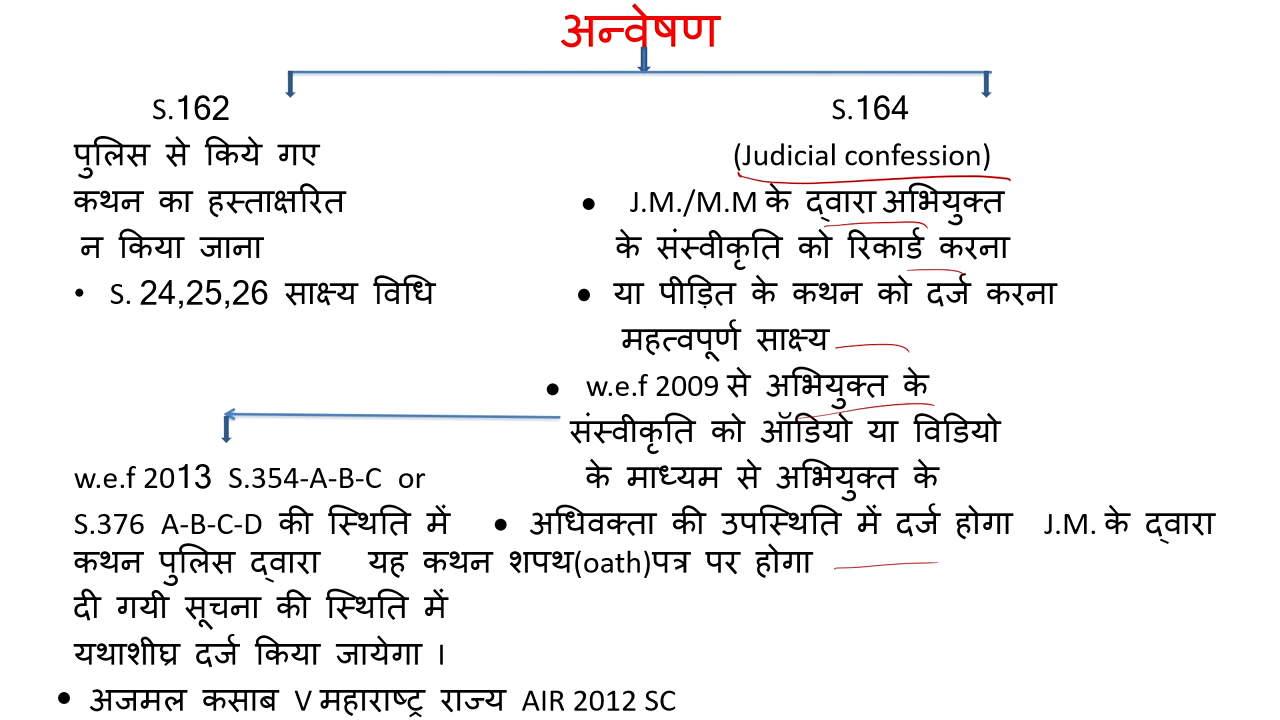 अन्वेषण
S.162
पुलिस से किये गए
कथन का हस्ताक्षरित
न किया जाना
• S. 24,25,26 साक्ष्य विधि
S.164
(Judicial confession)
• J.M./M.M के द्वारा अभियुक्त
के संस्वीकृति को रिकार्ड करना
• या पीड़ित के कथन को दर्ज करना
महत्वपूर्ण साक्ष्य
• w.e.f 2009 से अभियुक्त के
संस्वीकृति को ऑडियो या विडियो
के माध्यम से अभियुक्त के
• अधिवक्ता की उपस्थिति में दर्ज होगा J.M. के द्वारा
यह कथन शपथ(oath)पत्र पर होगा
w.e.f 2013 S.354-A-B-C or
S.376 A-B-C-D की स्थिति में
कथन पुलिस द्वारा
दी गयी सूचना की स्थिति में
यथाशीघ्र दर्ज किया जायेगा ।
• अजमल कसाब V महाराष्ट्र राज्य AIR 2012 SC